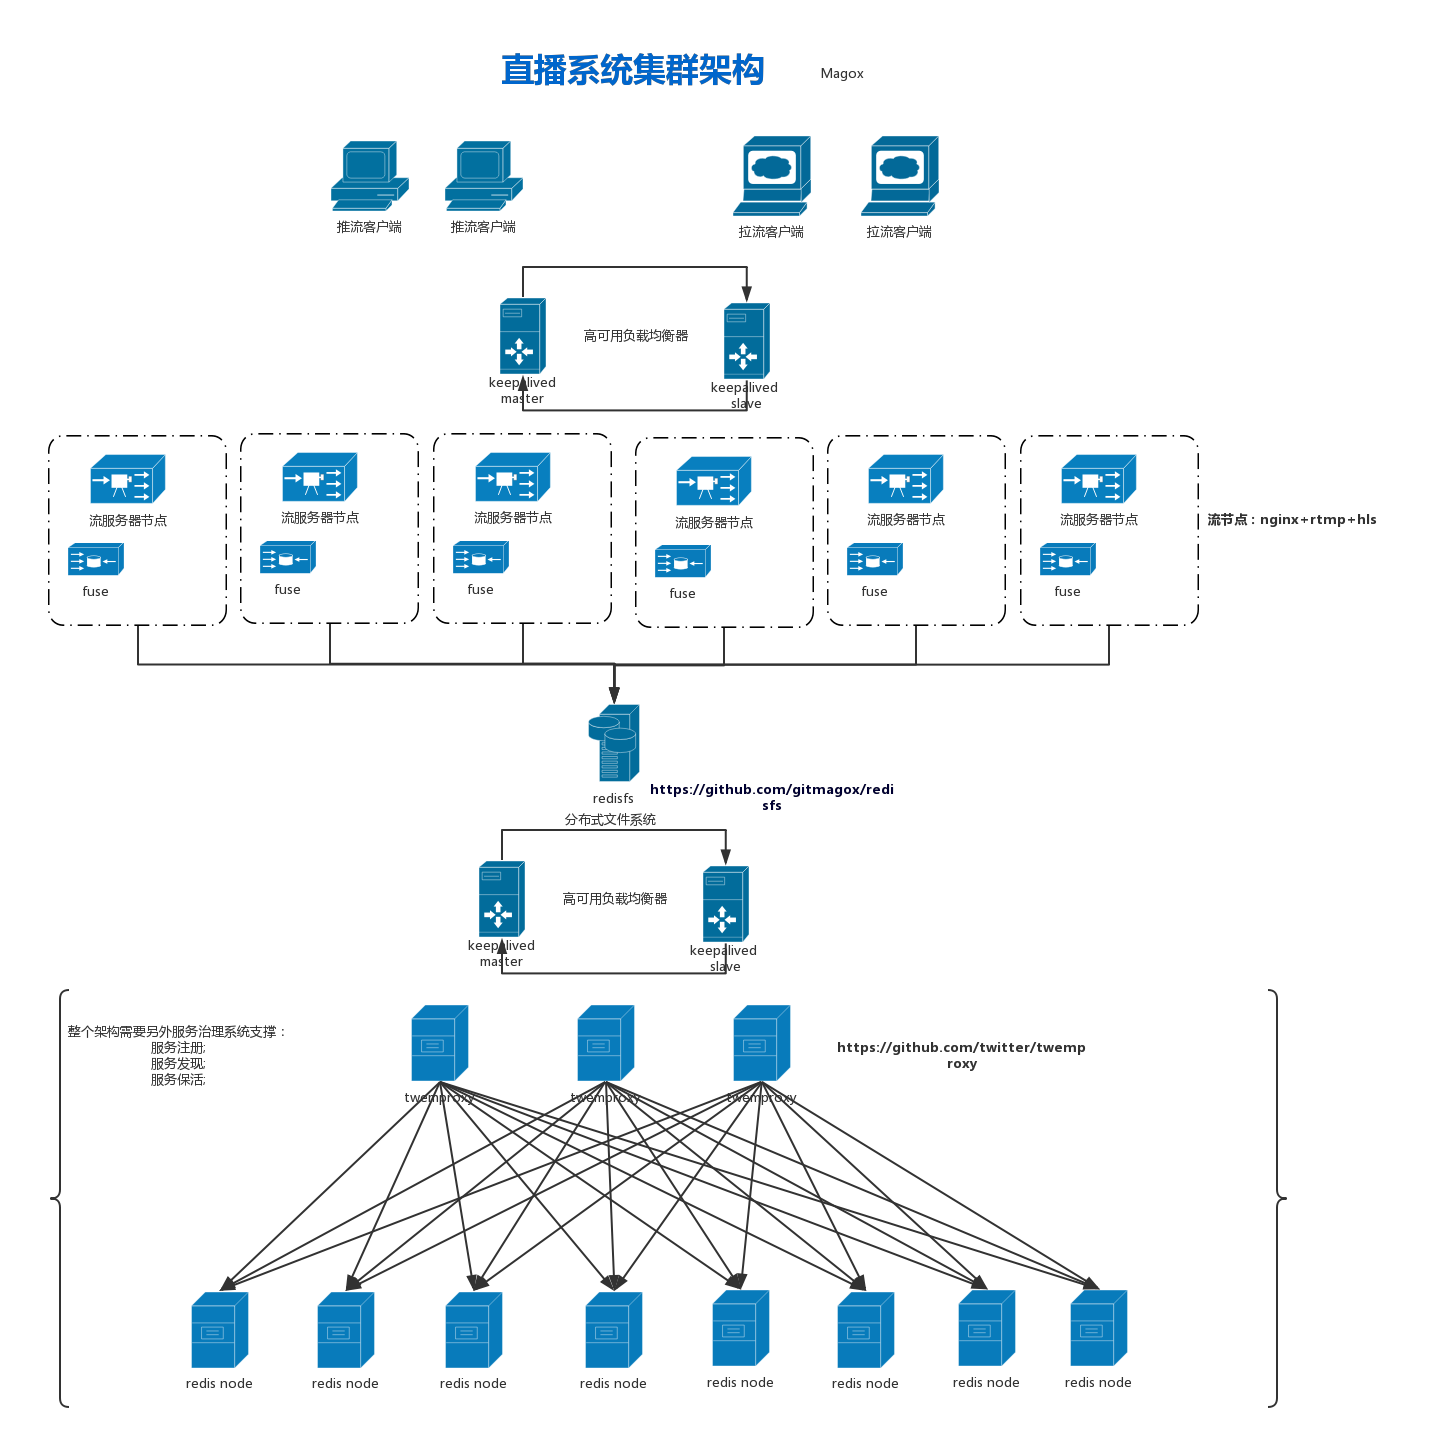 直播系统集群架构
Magox
推流客户端
推流客户端
拉流客户端
拉流客户端
高可用负载均衡器
keepalived
master
keepalived
slave
流服务器节点
流服务器节点
流服务器节点
流服务器节点
流服务器节点
流服务器节点
流节点：nginx+rtmp+hls
fuse
fuse
fuse
fuse
fuse
fuse
redisfs
分布式文件系统
https://github.com/gitmagox/redi
sfs
高可用负载均衡器
keepalived
master
keepalived
slave
整个架构需要另外服务治理系统支撑：
服务注册;
服务发现;
服务保活;
https://github.com/twitter/twemp
roxy
twemproxy
twemproxy
twemproxy
redis node
redis node
redis node
redis node
redis node
redis node
redis node
redis node